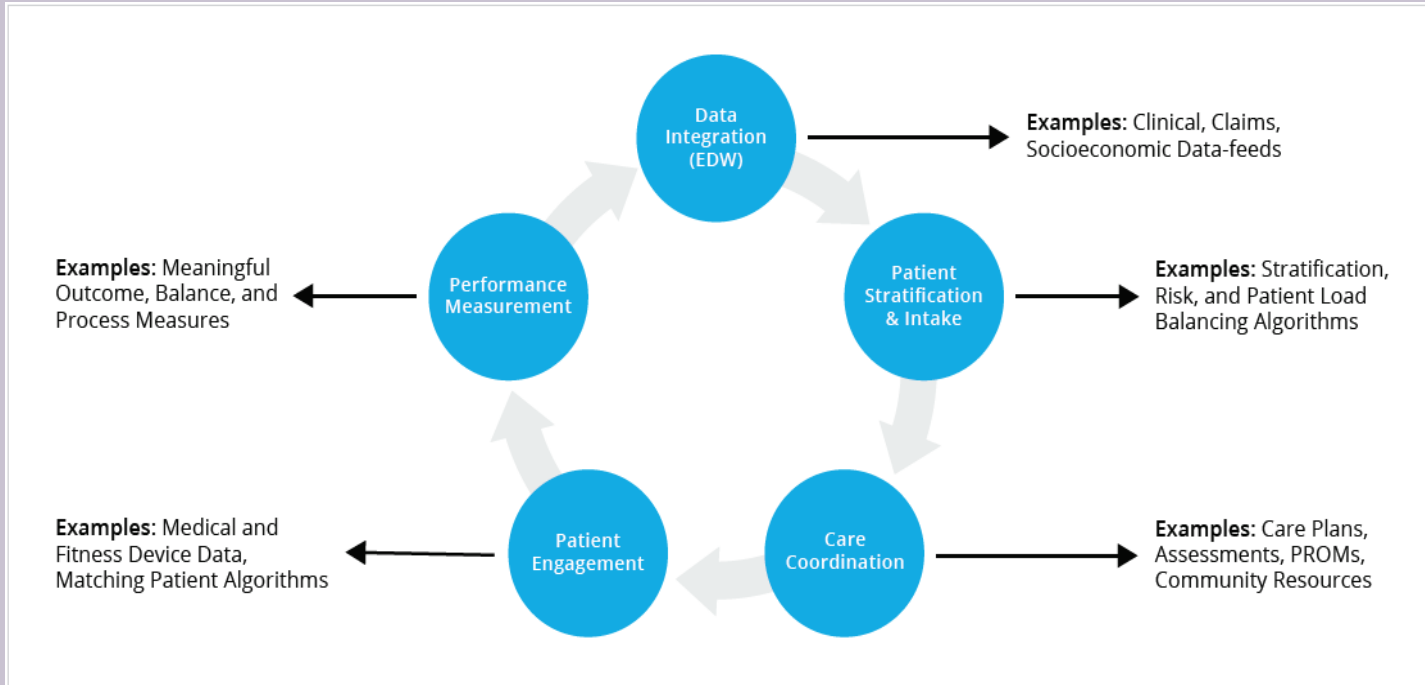 Data
Integration
(EDW)
Examples: Clinical, Claims,
Socioeconomic Data-feeds
Patient
Stratification
& Intake
Examples: Stratification,
Risk, and Patient Load
Balancing Algorithms
Care
Coordination
Examples: Care Plans,
Assessments, PROMs,
Community Resources
Patient
Engagement
Examples: Medical and
Fitness Device Data,
Matching Patient Algorithms
Performance
Measurement
Examples: Meaningful
Outcome, Balance, and
Process Measures